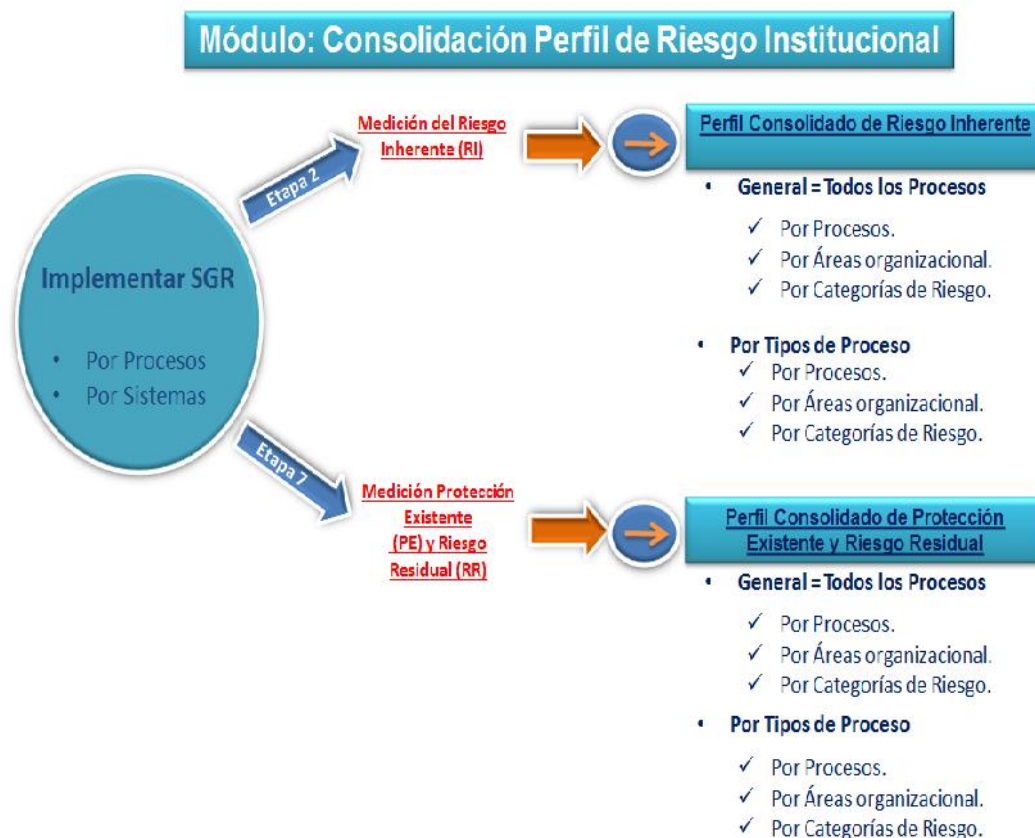 Módulo: Consolidación Perfil de Riesgo Institucional
Implementar SGR
• Por Procesos
• Por Sistemas
Etapa 2
Medición del Riesgo
Inherente (RI)
Perfil Consolidado de Riesgo Inherente
• General = Todos los Procesos
✓ Por Procesos.
✓ Por Áreas organizacional.
✓ Por Categorías de Riesgo.
• Por Tipos de Proceso
✓ Por Procesos.
✓ Por Áreas organizacional.
✓ Por Categorías de Riesgo.
Etapa 7
Medición Protección
Existente
(PE) y Riesgo
Residual (RR)
Perfil Consolidado de Protección
Existente y Riesgo Residual
• General = Todos los Procesos
✓ Por Procesos.
✓ Por Áreas organizacional.
✓ Por Categorías de Riesgo.
• Por Tipos de Proceso
✓ Por Procesos.
✓ Por Áreas organizacional.
✓ Por Categorías de Riesgo.